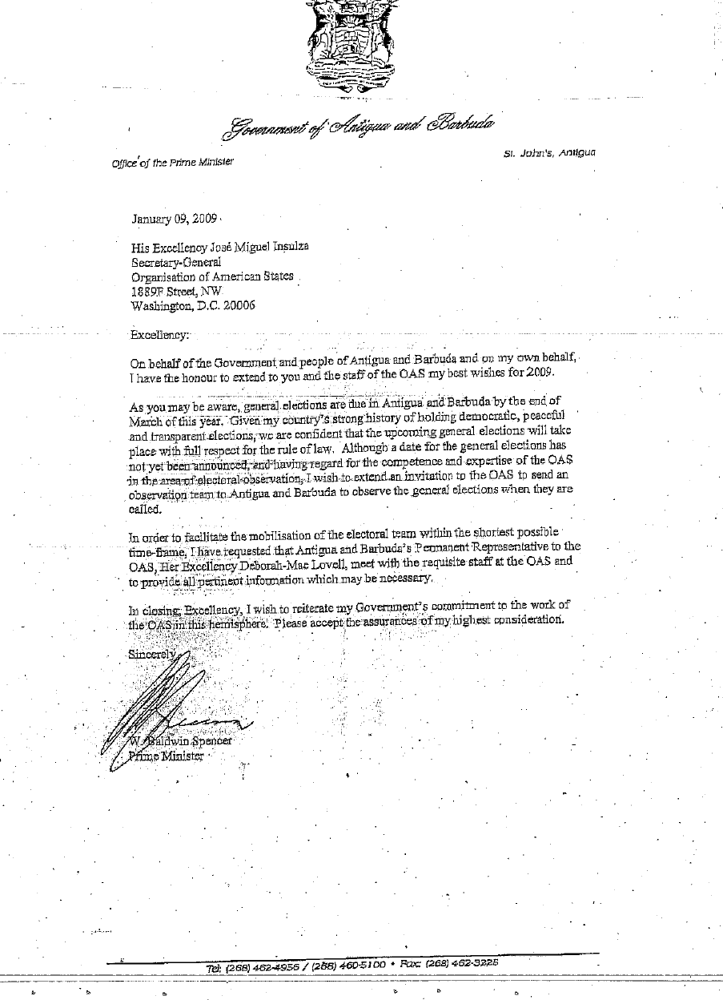 Government of Antigua and Barbuda
Office of the Prime Minister
St. John's, Antigua
January 09, 2009
His Excellency José Miguel Insulza
Secretary-General
Organisation of American States
1889F Street, NW
Washington, D.C. 20006
Excellency:
On behalf of the Government and people of Antigua and Barbuda and on my own behalf,
I have the honour to extend to you and the staff of the OAS my best wishes for 2009.
As you may be aware, general elections are due in Antigua and Barbuda by the end of
March of this year. Given my country's strong history of holding democratic, peaceful
and transparent elections, we are confident that the upcoming general elections will take
place with full respect for the rule of law. Although a date for the general elections has
not yet been announced, and having regard for the competence and expertise of the OAS
in the area of electoral observation, I wish to extend an invitation to the OAS to send an
observation team to Antigua and Barbuda to observe the general elections when they are
called.
In order to facilitate the mobilisation of the electoral team within the shortest possible
time-frame, I have requested that Antigua and Barbuda's Permanent Representative to the
OAS, Her Excellency Deborah-Mae Lovell, meet with the requisite staff at the OAS and
to provide all pertinent information which may be necessary.
In closing, Excellency, I wish to reiterate my Government's commitment to the work of
the OAS in this hemisphere. Please accept the assurances of my highest consideration.
Sincerely,
W. Baldwin Spencer
Prime Minister
Tel: (268) 462-4956 / (268) 460-5100 • Fax: (268) 462-3225